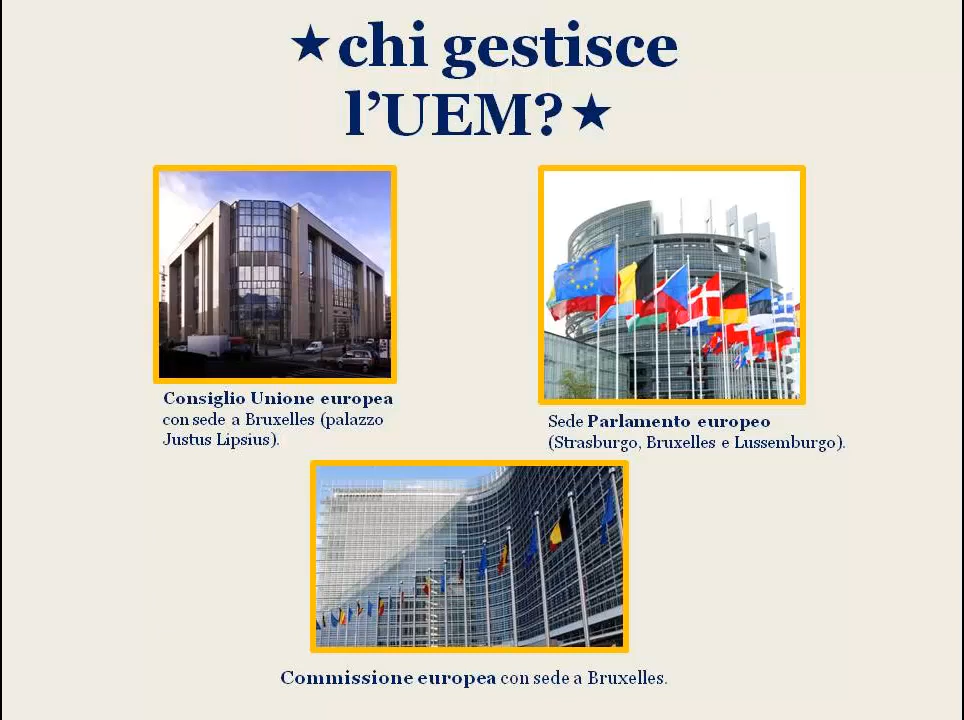 ★chi gestisce
l’UEM?★
Consiglio Unione europea
con sede a Bruxelles (palazzo
Justus Lipsius).
Sede Parlamento europeo
(Strasburgo, Bruxelles e Lussemburgo).
Commissione europea con sede a Bruxelles.